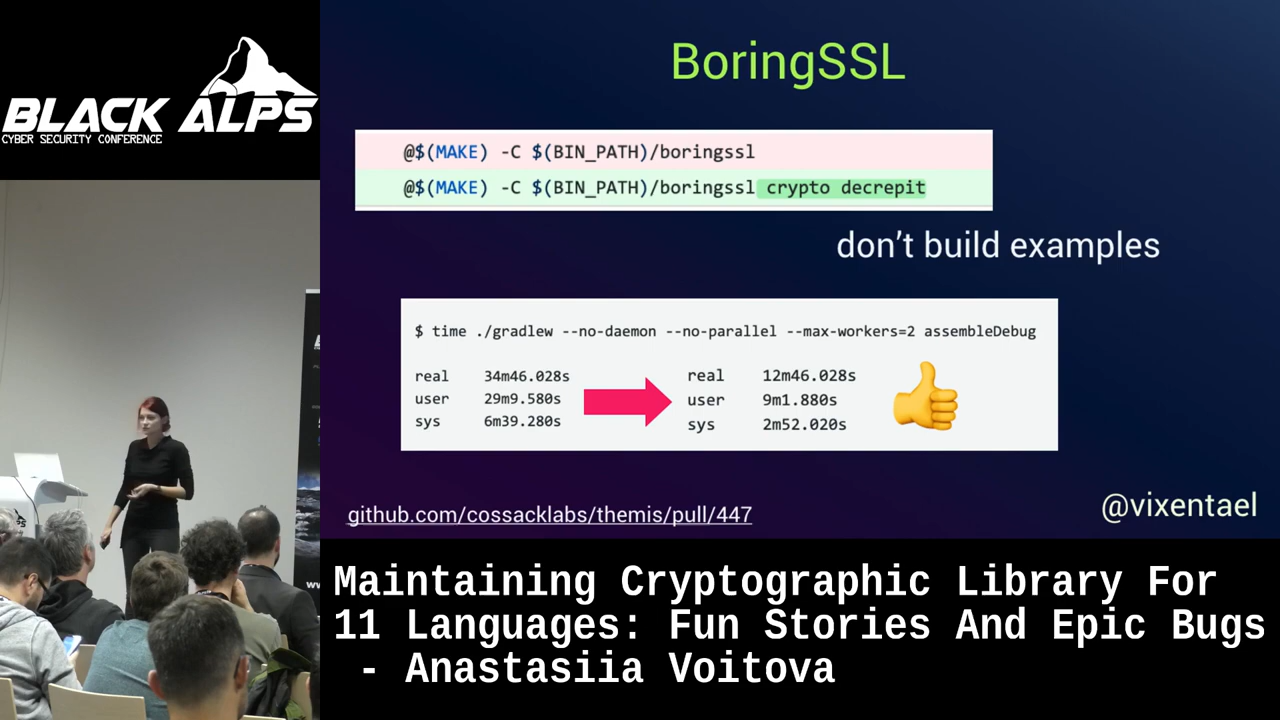 BLACK ALPS
CYBER SECURITY CONFERENCE
BoringSSL
@$(MAKE) -C $(BIN_PATH)/boringssl
@$(MAKE) -C $(BIN_PATH)/boringssl crypto decrepit
don't build examples
$ time ./gradlew --no-daemon --no-parallel --max-workers=2 assembleDebug
real 34m46.028s real 12m46.028s
user 29m9.580s user 9m1.880s
sys 6m39.280s sys 2m52.020s
github.com/cossacklabs/themis/pull/447
@vixentael
Maintaining Cryptographic Library For
11 Languages: Fun Stories And Epic Bugs
- Anastasiia Voitova